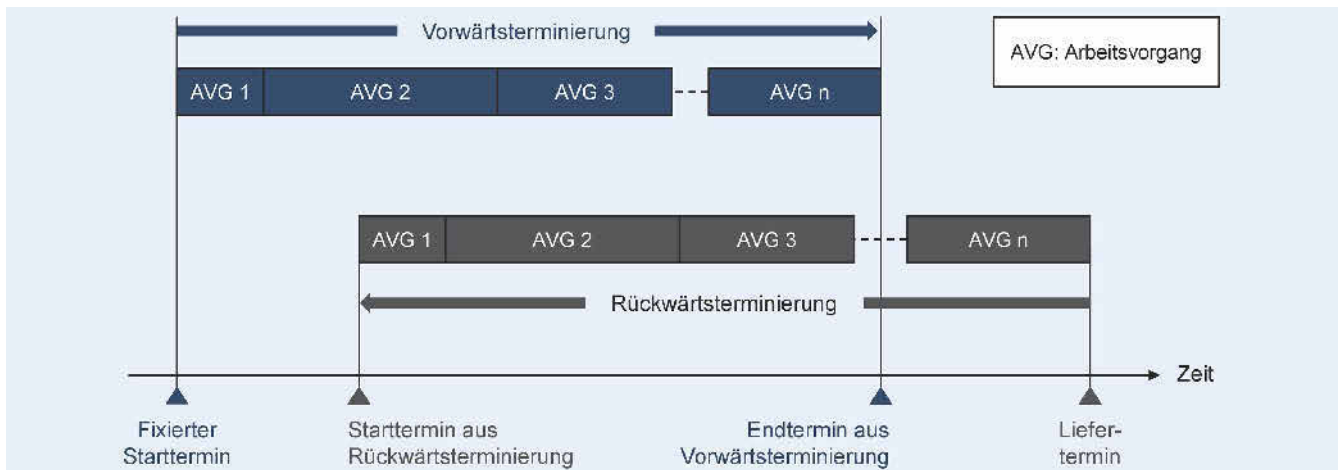 Vorwärtsterminierung
AVG: Arbeitsvorgang
AVG 1 AVG 2 AVG 3 AVG n
AVG 1 AVG 2 AVG 3 AVG n
Rückwärtsterminierung
Zeit
Fixierter
Starttermin
Starttermin aus
Rückwärtsterminierung
Endtermin aus
Vorwärtsterminierung
Liefer-
termin